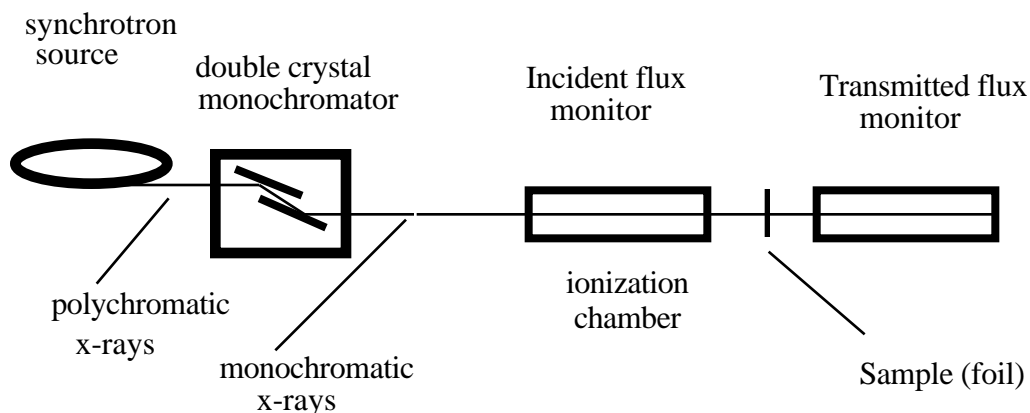 synchrotron
source
double crystal
monochromator
Incident flux
monitor
Transmitted flux
monitor
polychromatic
x-rays
monochromatic
x-rays
ionization
chamber
Sample (foil)